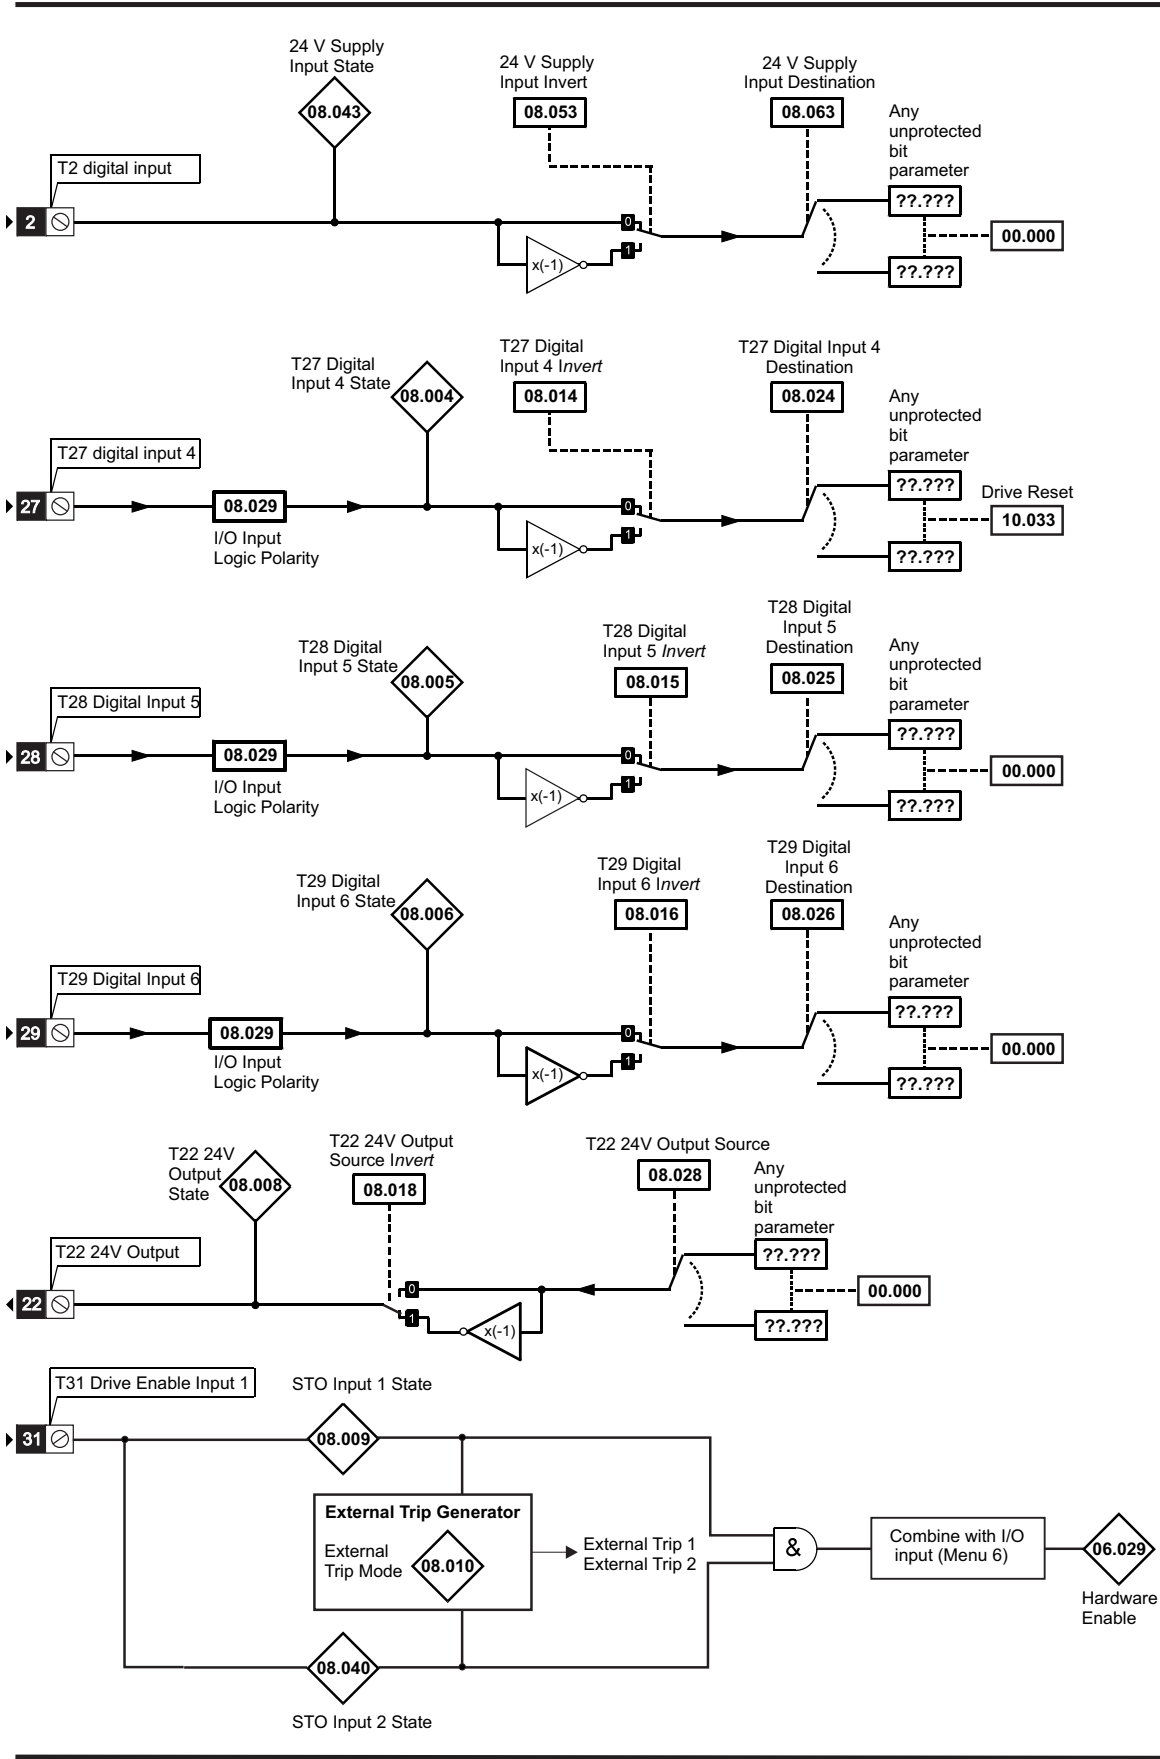 24 V Supply
Input State
08.043
24 V Supply
Input Invert
08.053
24 V Supply
Input Destination
08.063
Any
unprotected
bit
parameter
T2 digital input
2
0
1
x(-1)
??.???
??.???
00.000
T27 Digital
Input 4 State
08.004
T27 Digital
Input 4 Invert
08.014
T27 Digital Input 4
Destination
08.024
Any
unprotected
bit
parameter
T27 digital input 4
27
08.029
I/O Input
Logic Polarity
0
1
x(-1)
??.???
??.???
Drive Reset
10.033
T28 Digital
Input 5 State
08.005
T28 Digital
Input 5 Invert
08.015
T28 Digital
Input 5
Destination
08.025
Any
unprotected
bit
parameter
T28 Digital Input 5
28
08.029
I/O Input
Logic Polarity
0
1
x(-1)
??.???
??.???
00.000
T29 Digital
Input 6 State
08.006
T29 Digital
Input 6 Invert
08.016
T29 Digital
Input 6
Destination
08.026
Any
unprotected
bit
parameter
T29 Digital Input 6
29
08.029
I/O Input
Logic Polarity
0
1
x(-1)
??.???
??.???
00.000
T22 24V
Output
State
08.008
T22 24V Output
Source Invert
08.018
T22 24V Output Source
08.028
Any
unprotected
bit
parameter
T22 24V Output
22
0
1
x(-1)
??.???
??.???
00.000
T31 Drive Enable Input 1
31
STO Input 1 State
08.009
External Trip Generator
External
Trip Mode
08.010
External Trip 1
External Trip 2
&
Combine with I/O
input (Menu 6)
06.029
Hardware
Enable
08.040
STO Input 2 State